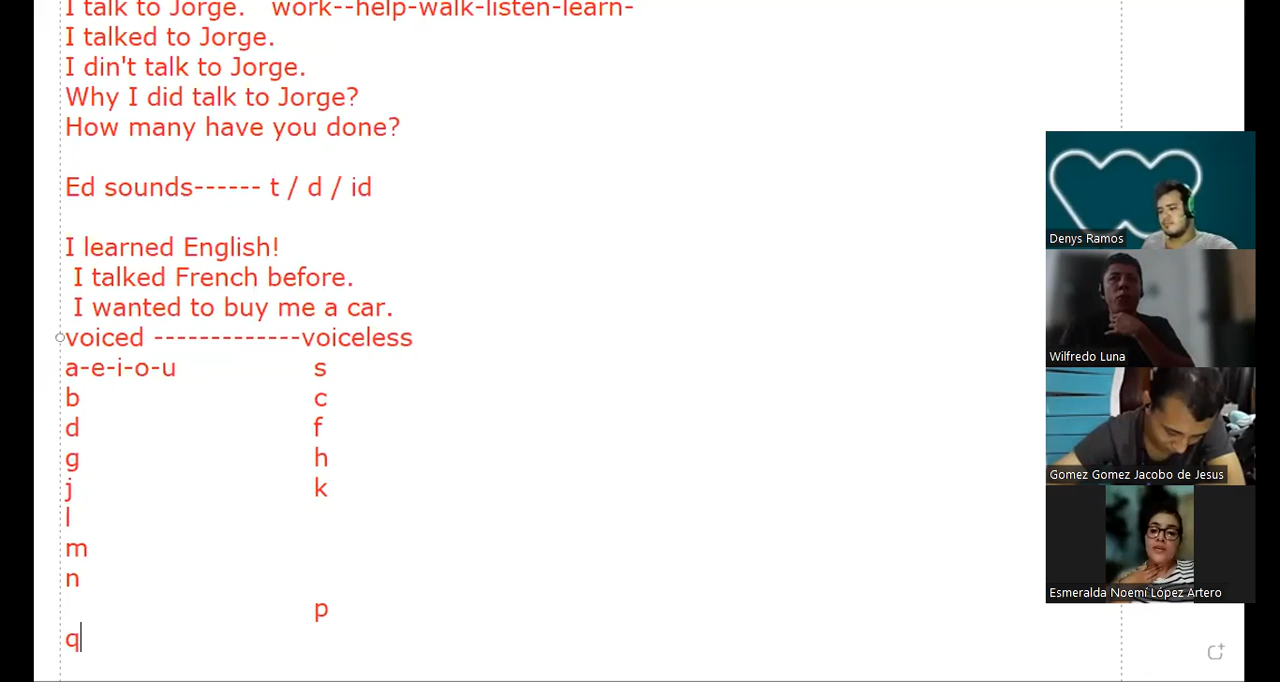 I talk to Jorge. work--help-walk-listen-learn-
I talked to Jorge.
I din't talk to Jorge.
Why I did talk to Jorge?
How many have you done?
Ed sounds------ t / d / id
I learned English!
I talked French before.
I wanted to buy me a car.
voiced -------------voiceless
a-e-i-o-u s
b c
d f
g h
j k
l
m
n
p
q
Denys Ramos
Wilfredo Luna
Gomez Gomez Jacobo de Jesus
Esmeralda Noemí López Artero